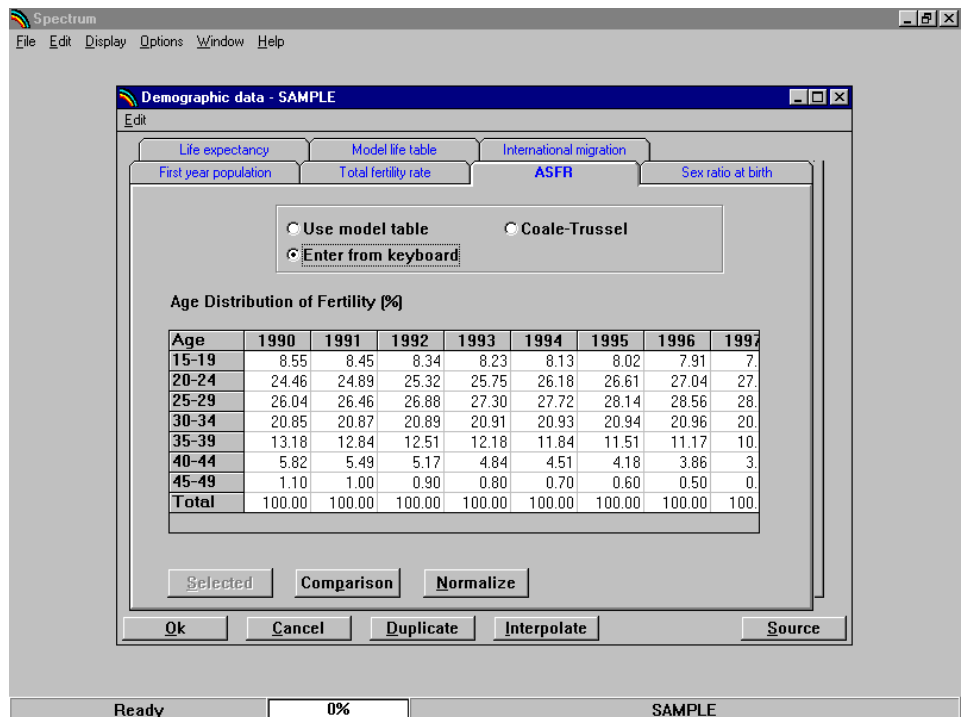 Spectrum
File Edit Display Options Window Help
Demographic data - SAMPLE
Edit
Life expectancy Model life table International migration
First year population Total fertility rate ASFR Sex ratio at birth
Use model table Coale-Trussel
Enter from keyboard
Age Distribution of Fertility (%)
Age 1990 1991 1992 1993 1994 1995 1996 1997
15-19 8.55 8.45 8.34 8.23 8.13 8.02 7.91 7.
20-24 24.46 24.89 25.32 25.75 26.18 26.61 27.04 27.
25-29 26.04 26.46 26.88 27.30 27.72 28.14 28.56 28.
30-34 20.85 20.87 20.89 20.91 20.93 20.94 20.96 20.
35-39 13.18 12.84 12.51 12.18 11.84 11.51 11.17 10.
40-44 5.82 5.49 5.17 4.84 4.51 4.18 3.86 3.
45-49 1.10 1.00 0.90 0.80 0.70 0.60 0.50 0.
Total 100.00 100.00 100.00 100.00 100.00 100.00 100.00 100.
Selected Comparison Normalize
Ok Cancel Duplicate Interpolate Source
Ready 0% SAMPLE